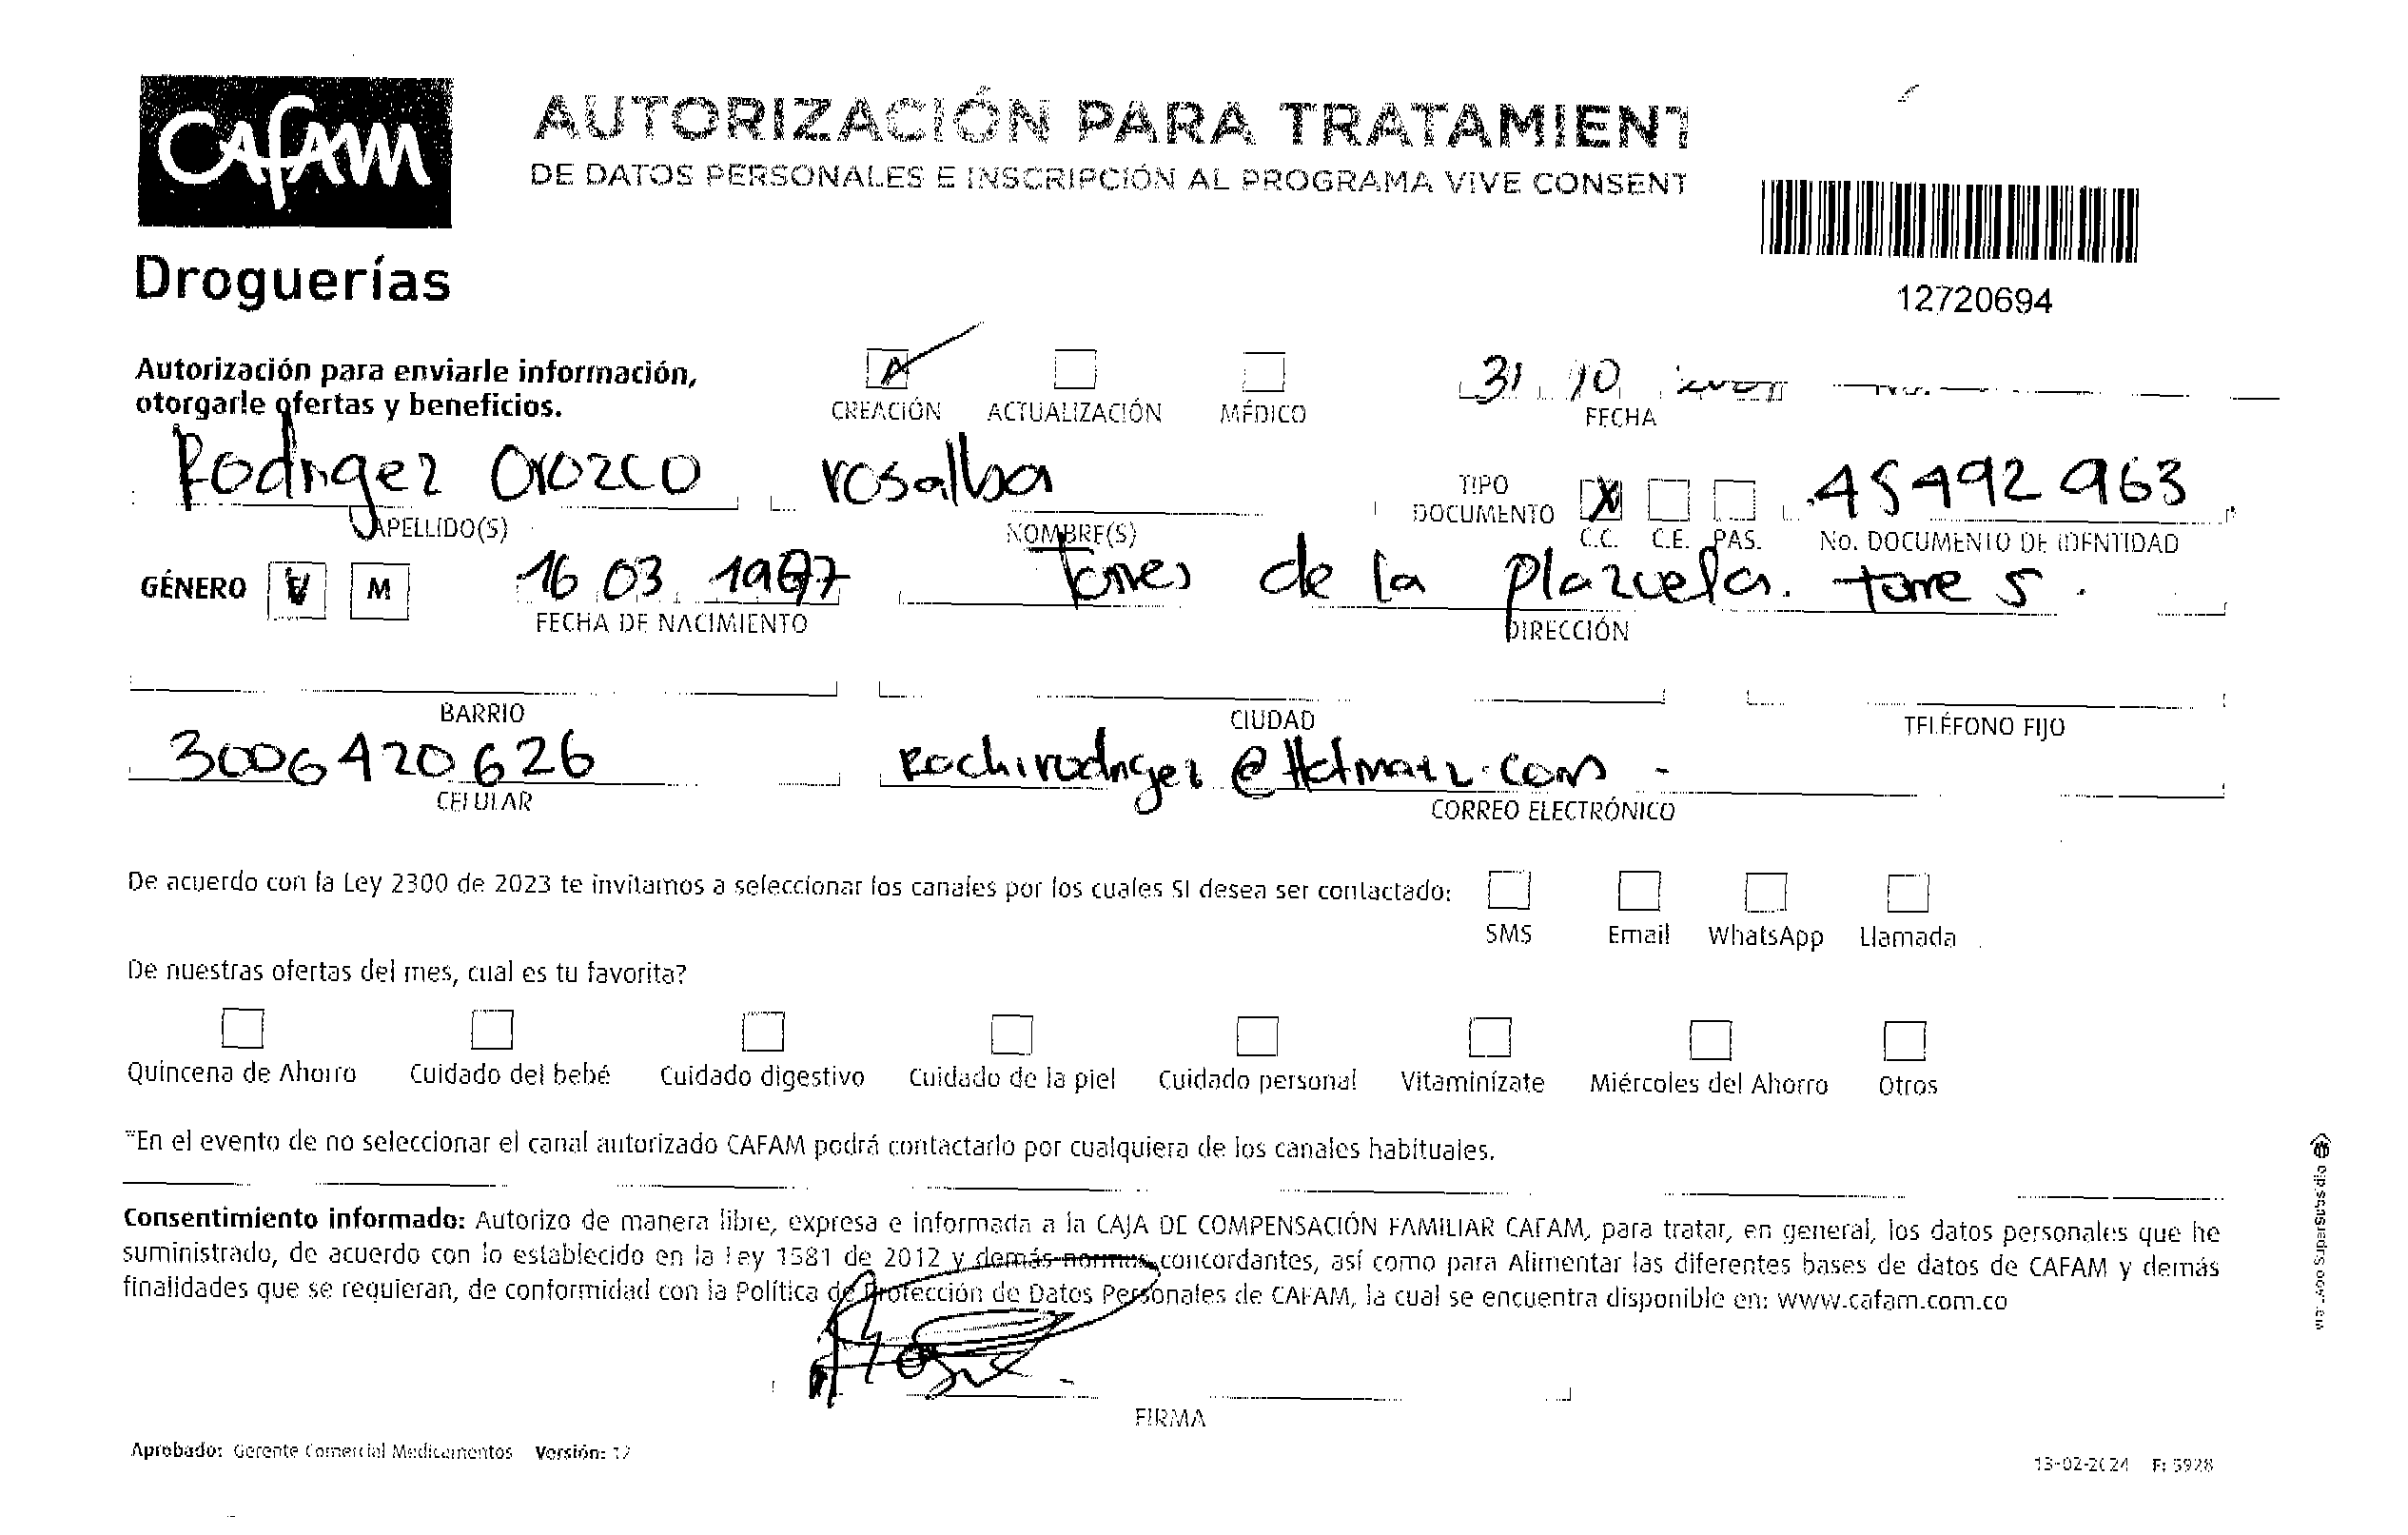 CAFAM
Droguerías
AUTORIZACIÓN PARA TRATAMIENT
DE DATOS PERSONALES E INSCRIPCIÓN AL PROGRAMA VIVE CONSENT
12720694
Autorización para enviarle información,
otorgarle ofertas y beneficios.
CREACIÓN ACTUALIZACIÓN MÉDICO
31 10
FECHA
Rodrigez Orozco rosalba
APELLIDO(S) NOMBRE(S)
TIPO DOCUMENTO X C.C. C.E. PAS.
45492963
No. DOCUMENTO DE IDENTIDAD
GÉNERO F M
16 03 1967
FECHA DE NACIMIENTO
torres de la plazuela. torre 5.
DIRECCIÓN
BARRIO CIUDAD TELÉFONO FIJO
3006420626
CELULAR
Rochirodrigez@Hotmail.com
CORREO ELECTRÓNICO
De acuerdo con la Ley 2300 de 2023 te invitamos a seleccionar los canales por los cuales SI desea ser contactado:
SMS Email WhatsApp Llamada
De nuestras ofertas del mes, cual es tu favorita?
Quincena de Ahorro Cuidado del bebé Cuidado digestivo Cuidado de la piel Cuidado personal Vitaminízate Miércoles del Ahorro Otros
*En el evento de no seleccionar el canal autorizado CAFAM podrá contactarlo por cualquiera de los canales habituales.
Consentimiento informado: Autorizo de manera libre, expresa e informada a la CAJA DE COMPENSACIÓN FAMILIAR CAFAM, para tratar, en general, los datos personales que he
suministrado, de acuerdo con lo establecido en la Ley 1581 de 2012 y demás normas concordantes, así como para Alimentar las diferentes bases de datos de CAFAM y demás
finalidades que se requieran, de conformidad con la Política de Protección de Datos Personales de CAFAM, la cual se encuentra disponible en: www.cafam.com.co
FIRMA
Aprobado: Gerente Comercial Medicamentos Versión: 12
13-02-2024 F: 5928
SuperSubsidio